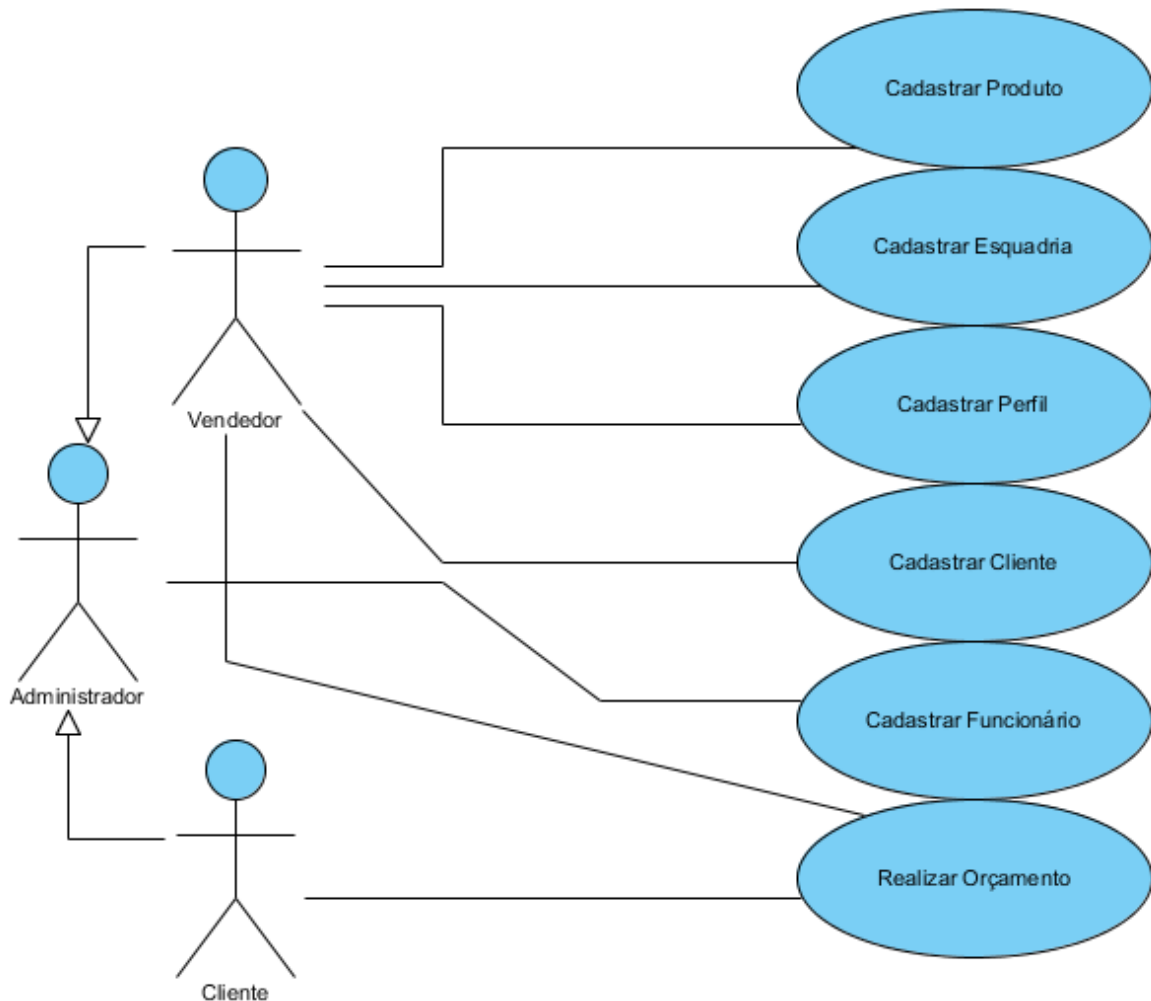 Cadastrar Produto
Cadastrar Esquadria
Cadastrar Perfil
Vendedor
Cadastrar Cliente
Administrador
Cadastrar Funcionário
Realizar Orçamento
Cliente